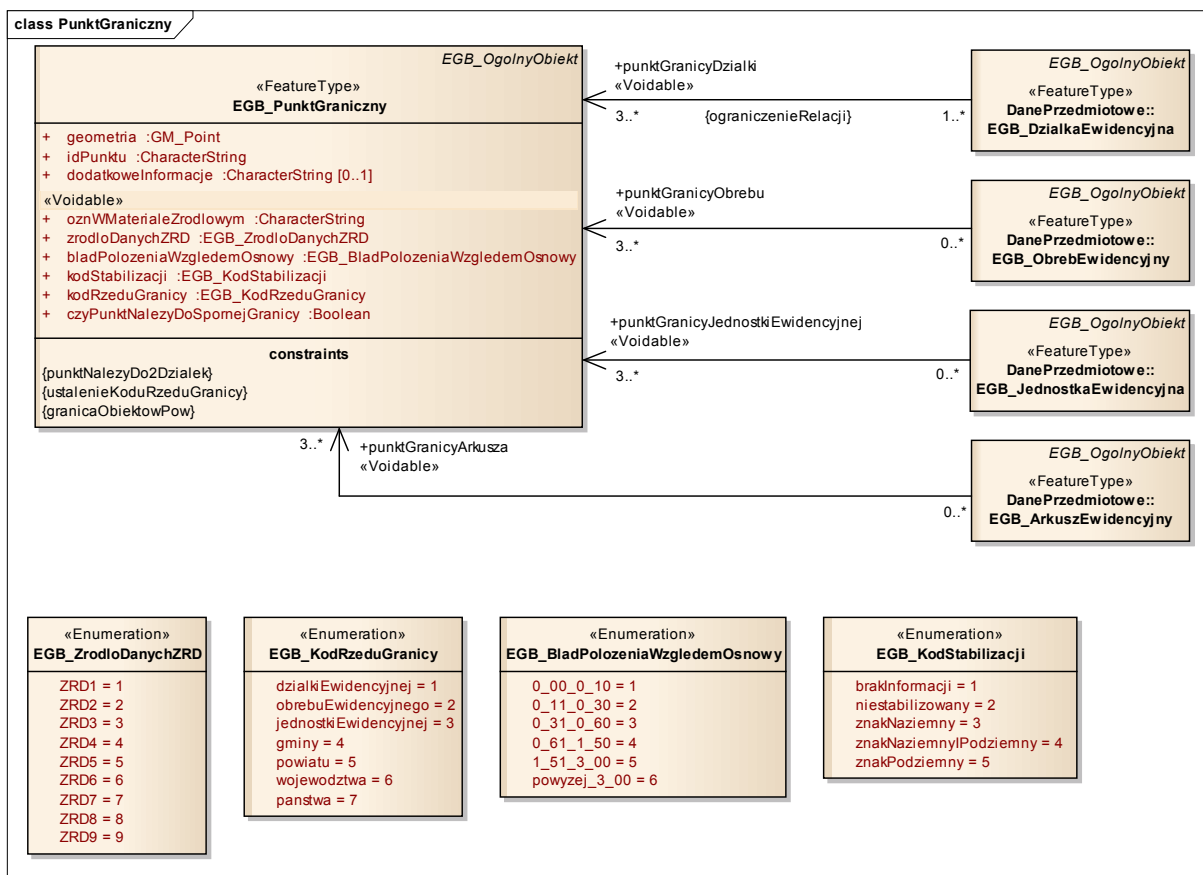 class PunktGraniczny
EGB_OgolnyObiekt
«FeatureType»
EGB_PunktGraniczny
+ geometria :GM_Point
+ idPunktu :CharacterString
+ dodatkoweInformacje :CharacterString [0..1]
«Voidable»
+ oznWMaterialeZrodlowym :CharacterString
+ zrodloDanychZRD :EGB_ZrodloDanychZRD
+ bladPolozeniaWzgledemOsnowy :EGB_BladPolozeniaWzgledemOsnowy
+ kodStabilizacji :EGB_KodStabilizacji
+ kodRzeduGranicy :EGB_KodRzeduGranicy
+ czyPunktNalezyDoSpornejGranicy :Boolean
constraints
{punktNalezyDo2Dzialek}
{ustalenieKoduRzeduGranicy}
{granicaObiektowPow}
+punktGranicyDzialki
«Voidable»
3..*
{ograniczenieRelacji}
1..*
EGB_OgolnyObiekt
«FeatureType»
DanePrzedmiotowe::
EGB_DzialkaEwidencyjna
+punktGranicyObrebu
«Voidable»
3..*
0..*
EGB_OgolnyObiekt
«FeatureType»
DanePrzedmiotowe::
EGB_ObrebEwidencyjny
+punktGranicyJednostkiEwidencyjnej
«Voidable»
3..*
0..*
EGB_OgolnyObiekt
«FeatureType»
DanePrzedmiotowe::
EGB_JednostkaEwidencyjna
3..*
+punktGranicyArkusza
«Voidable»
0..*
EGB_OgolnyObiekt
«FeatureType»
DanePrzedmiotowe::
EGB_ArkuszEwidencyjny
«Enumeration»
EGB_ZrodloDanychZRD
ZRD1 = 1
ZRD2 = 2
ZRD3 = 3
ZRD4 = 4
ZRD5 = 5
ZRD6 = 6
ZRD7 = 7
ZRD8 = 8
ZRD9 = 9
«Enumeration»
EGB_KodRzeduGranicy
dzialkiEwidencyjnej = 1
obrebuEwidencyjnego = 2
jednostkiEwidencyjnej = 3
gminy = 4
powiatu = 5
wojewodztwa = 6
panstwa = 7
«Enumeration»
EGB_BladPolozeniaWzgledemOsnowy
0_00_0_10 = 1
0_11_0_30 = 2
0_31_0_60 = 3
0_61_1_50 = 4
1_51_3_00 = 5
powyzej_3_00 = 6
«Enumeration»
EGB_KodStabilizacji
brakInformacji = 1
niestabilizowany = 2
znakNaziemny = 3
znakNaziemnyIPodziemny = 4
znakPodziemny = 5